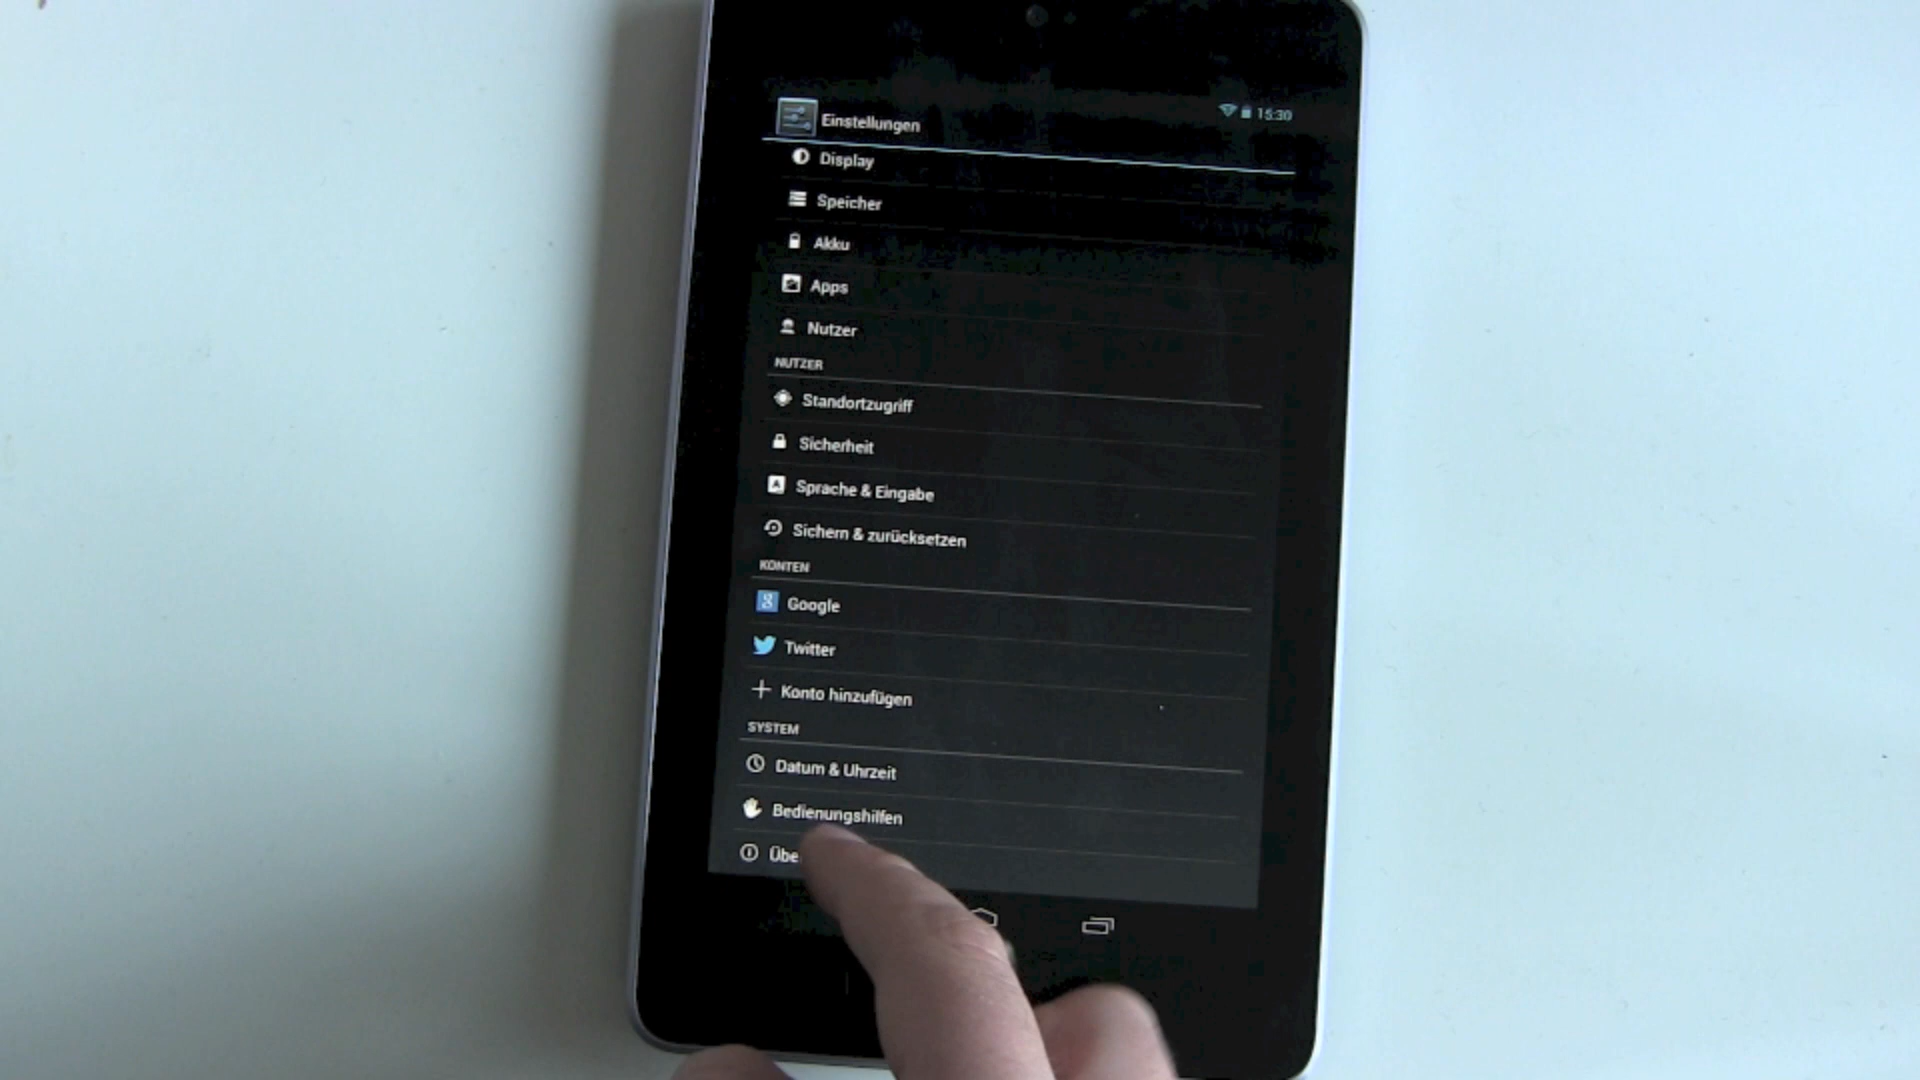 Einstellungen
15:30
Display
Speicher
Akku
Apps
Nutzer
NUTZER
Standortzugriff
Sicherheit
Sprache & Eingabe
Sichern & zurücksetzen
KONTEN
Google
Twitter
Konto hinzufügen
SYSTEM
Datum & Uhrzeit
Bedienungshilfen
Übe